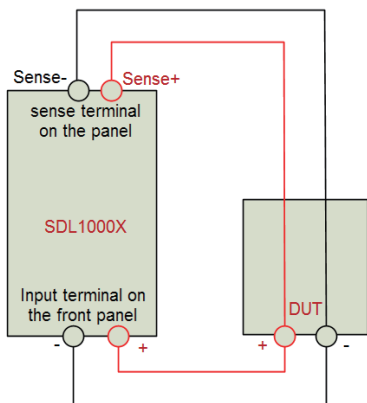 Sense-
Sense+
sense terminal
on the panel
SDL1000X
Input terminal on
the front panel
DUT
-
+
+
-